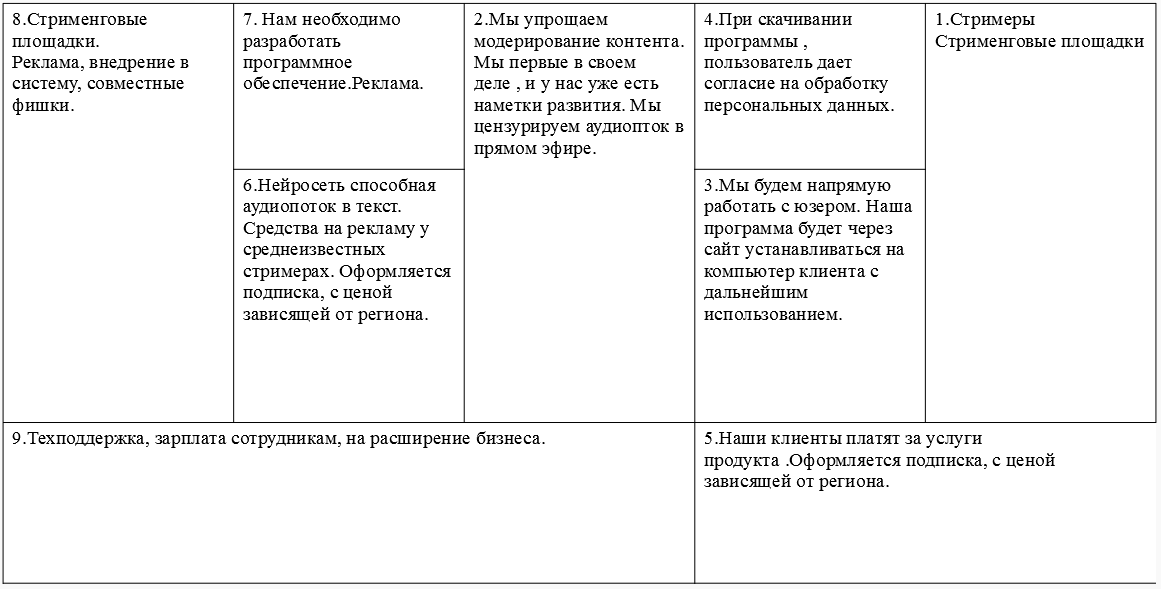 8.Стрименговые
площадки.
Реклама, внедрение в
систему, совместные
фишки.
7. Нам необходимо
разработать
программное
обеспечение.Реклама.
6.Нейросеть способная
аудиопоток в текст.
Средства на рекламу у
среднеизвестных
стримерах. Оформляется
подписка, с ценой
зависящей от региона.
2.Мы упрощаем
модерирование контента.
Мы первые в своем
деле , и у нас уже есть
наметки развития. Мы
цензурируем аудиопток в
прямом эфире.
4.При скачивании
программы ,
пользователь дает
согласие на обработку
персональных данных.
3.Мы будем напрямую
работать с юзером. Наша
программа будет через
сайт устанавливаться на
компьютер клиента с
дальнейшим
использованием.
1.Стримеры
Стрименговые площадки
9.Техподдержка, зарплата сотрудникам, на расширение бизнеса.
5.Наши клиенты платят за услуги
продукта .Оформляется подписка, с ценой
зависящей от региона.